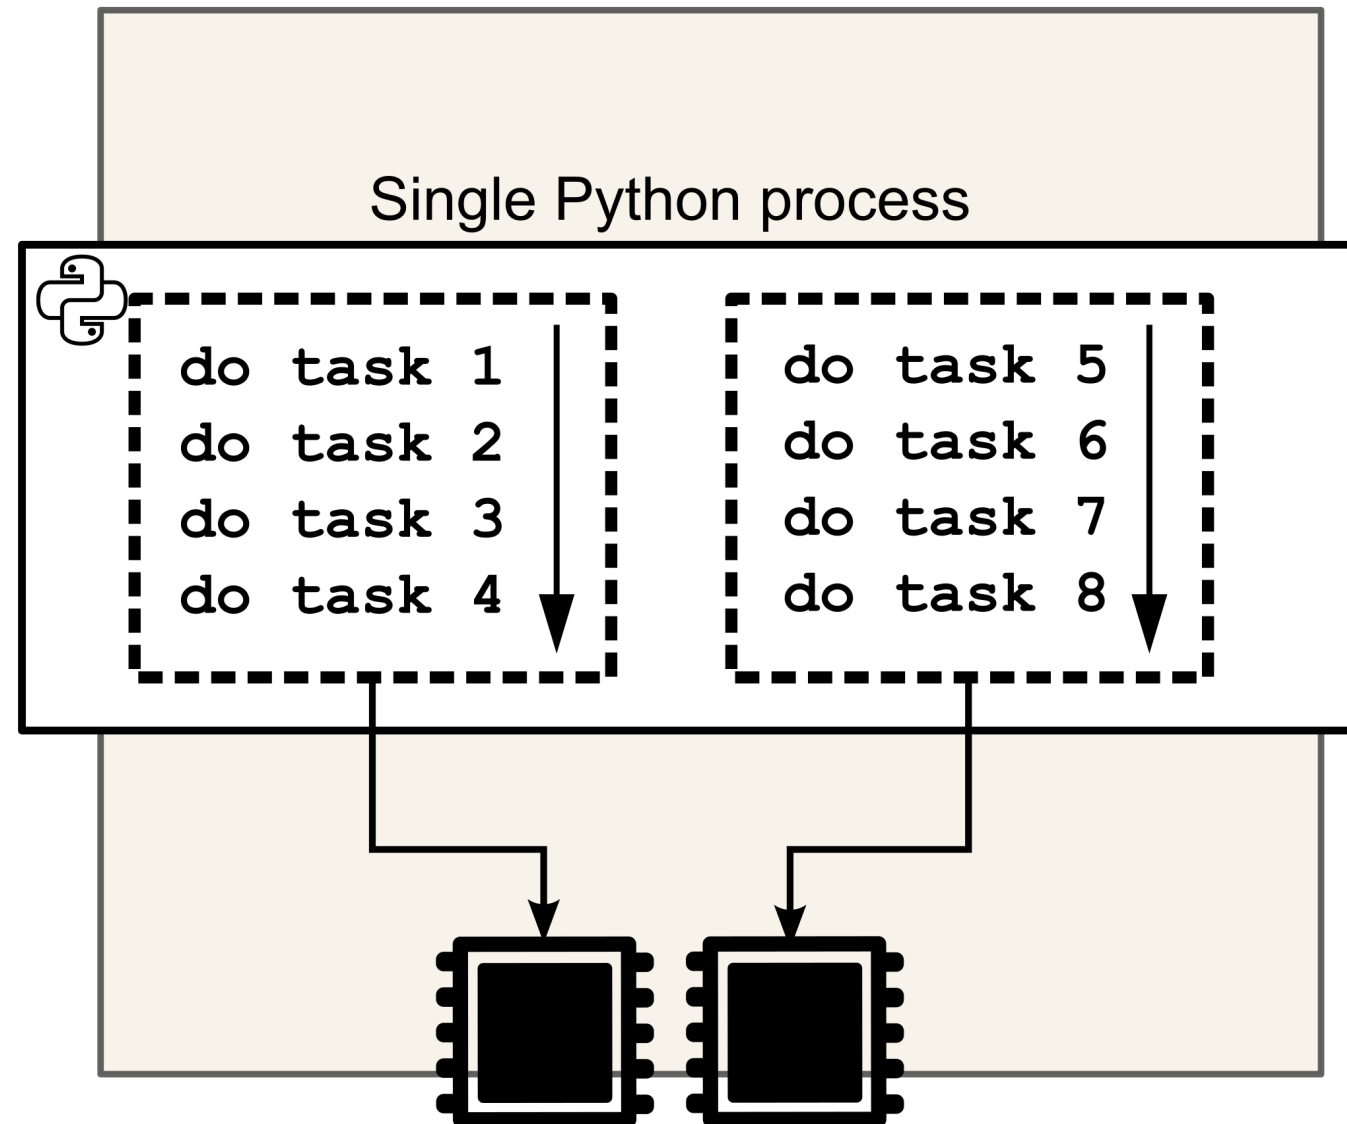 Single Python process
do task 1
do task 2
do task 3
do task 4
do task 5
do task 6
do task 7
do task 8